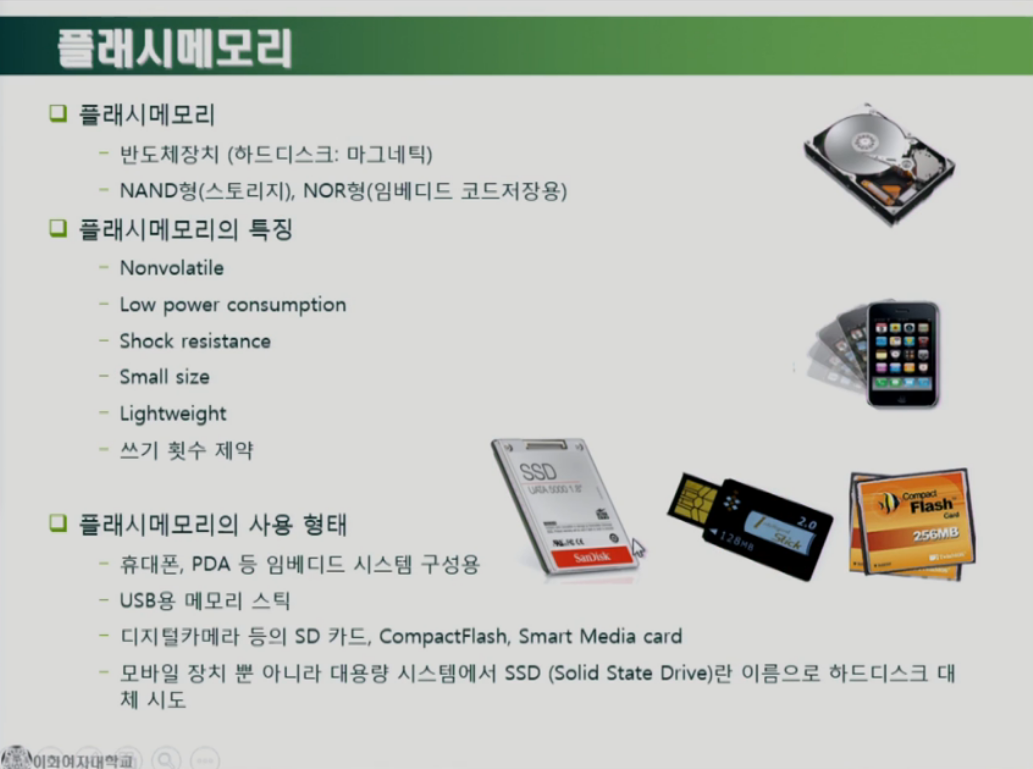 플래시메모리
❑ 플래시메모리
– 반도체장치 (하드디스크: 마그네틱)
– NAND형(스토리지), NOR형(임베디드 코드저장용)
❑ 플래시메모리의 특징
– Nonvolatile
– Low power consumption
– Shock resistance
– Small size
– Lightweight
– 쓰기 횟수 제약
SSD
UATA 5000 1.8"
SanDisk
2.0
Stick
128MB
Compact
Flash
Card
256MB
❑ 플래시메모리의 사용 형태
– 휴대폰, PDA 등 임베디드 시스템 구성용
– USB용 메모리 스틱
– 디지털카메라 등의 SD 카드, CompactFlash, Smart Media card
– 모바일 장치 뿐 아니라 대용량 시스템에서 SSD (Solid State Drive)란 이름으로 하드디스크 대
체 시도
이화여자대학교